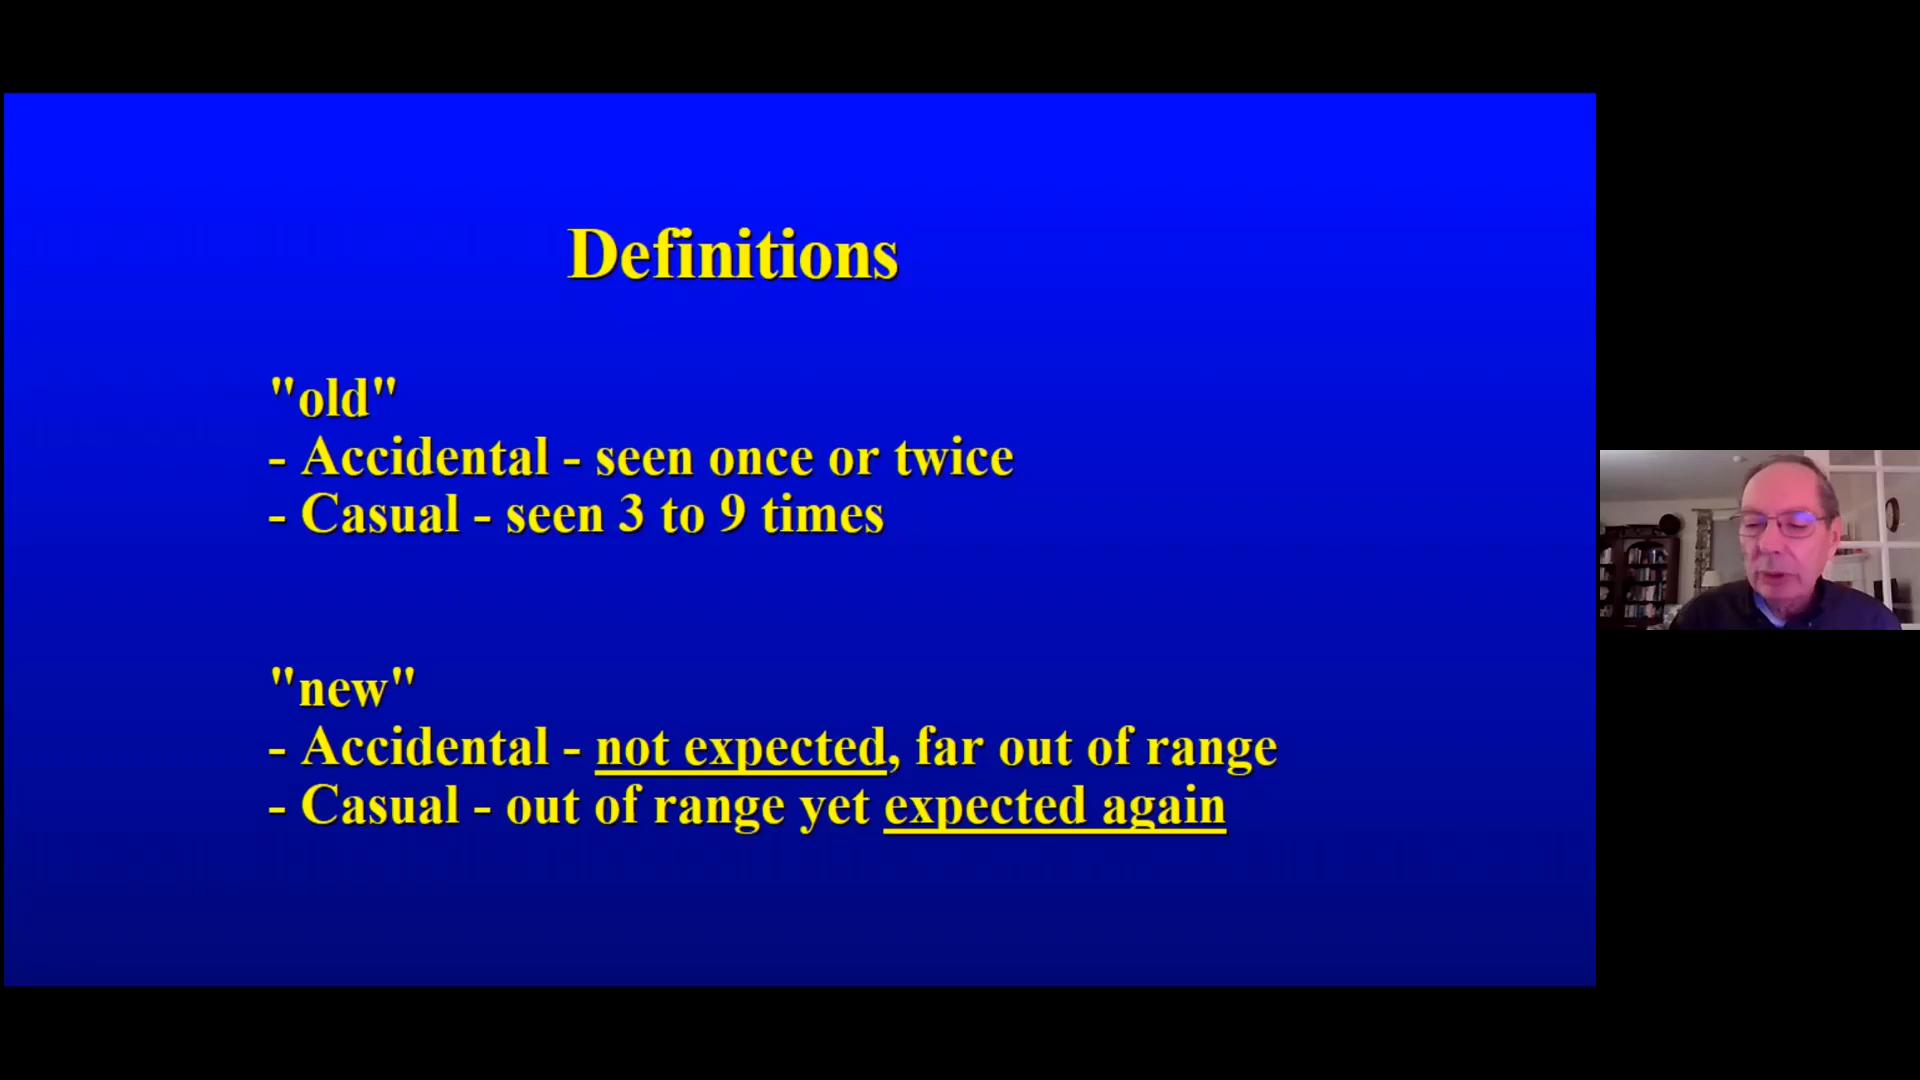 Definitions
"old"
- Accidental - seen once or twice
- Casual - seen 3 to 9 times
"new"
- Accidental - not expected, far out of range
- Casual - out of range yet expected again